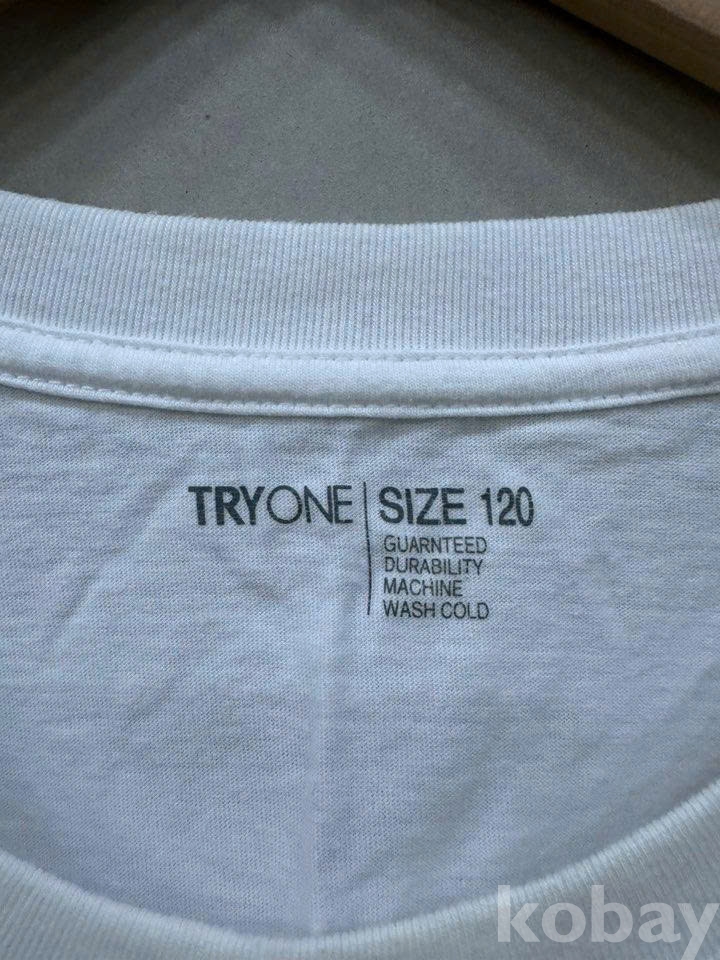 TRYONE
SIZE 120
GUARNTEED
DURABILITY
MACHINE
WASH COLD
kobay